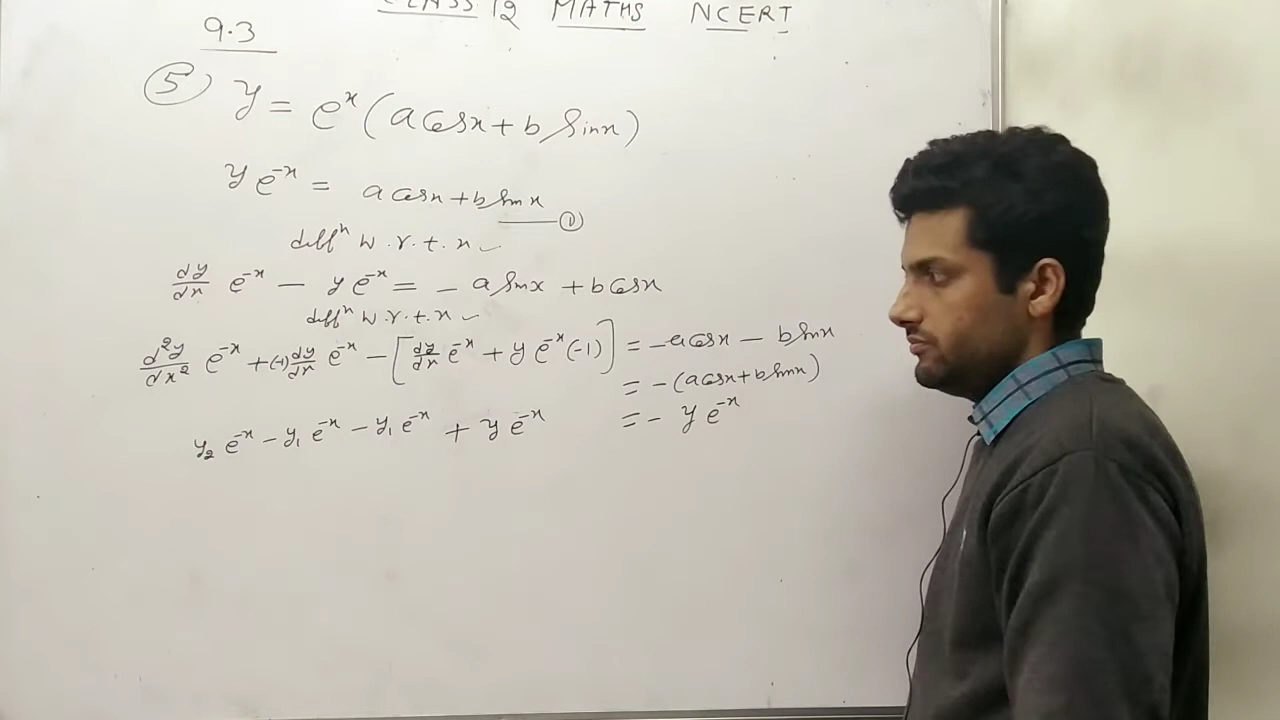 CLASS 12 MATHS NCERT
9.3
(5) y = e^x (a cosx + b sinx)
y e^-x = a cosx + b sinx —— (1)
diffⁿ w.r.t. x ✓
dy/dx e^-x - y e^-x = - a sinx + b cosx
diffⁿ w.r.t. x ✓
d²y/dx² e^-x + (-1) dy/dx e^-x - [dy/dx e^-x + y e^-x (-1)] = -a cosx - b sinx
= -(a cosx + b sinx)
y₂ e^-x - y₁ e^-x - y₁ e^-x + y e^-x = - y e^-x